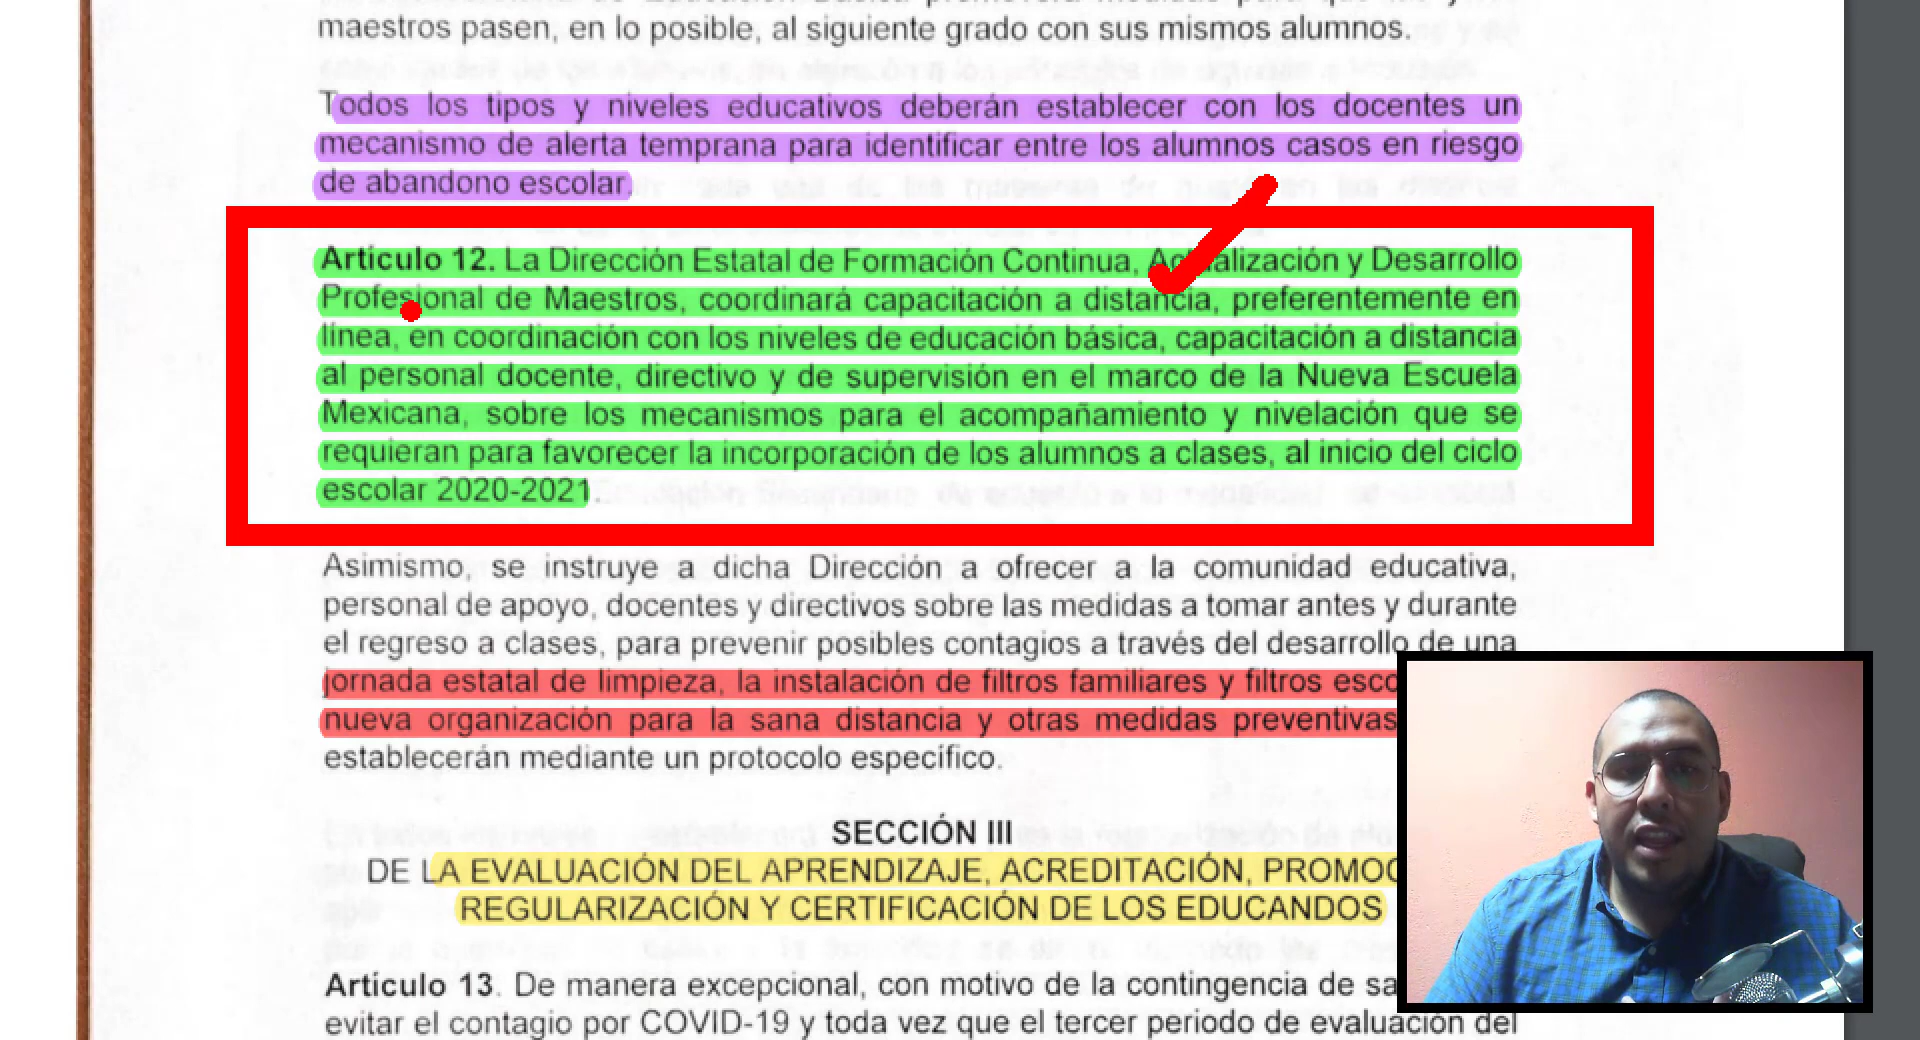 maestros pasen, en lo posible, al siguiente grado con sus mismos alumnos.
Todos los tipos y niveles educativos deberán establecer con los docentes un
mecanismo de alerta temprana para identificar entre los alumnos casos en riesgo
de abandono escolar.
Artículo 12. La Dirección Estatal de Formación Continua, Actualización y Desarrollo
Profesional de Maestros, coordinará capacitación a distancia, preferentemente en
línea, en coordinación con los niveles de educación básica, capacitación a distancia
al personal docente, directivo y de supervisión en el marco de la Nueva Escuela
Mexicana, sobre los mecanismos para el acompañamiento y nivelación que se
requieran para favorecer la incorporación de los alumnos a clases, al inicio del ciclo
escolar 2020-2021.
Asimismo, se instruye a dicha Dirección a ofrecer a la comunidad educativa,
personal de apoyo, docentes y directivos sobre las medidas a tomar antes y durante
el regreso a clases, para prevenir posibles contagios a través del desarrollo de una
jornada estatal de limpieza, la instalación de filtros familiares y filtros esco
nueva organización para la sana distancia y otras medidas preventivas
establecerán mediante un protocolo específico.
SECCIÓN III
DE LA EVALUACIÓN DEL APRENDIZAJE, ACREDITACIÓN, PROMOC
REGULARIZACIÓN Y CERTIFICACIÓN DE LOS EDUCANDOS
Artículo 13. De manera excepcional, con motivo de la contingencia de sa
evitar el contagio por COVID-19 y toda vez que el tercer periodo de evaluación del